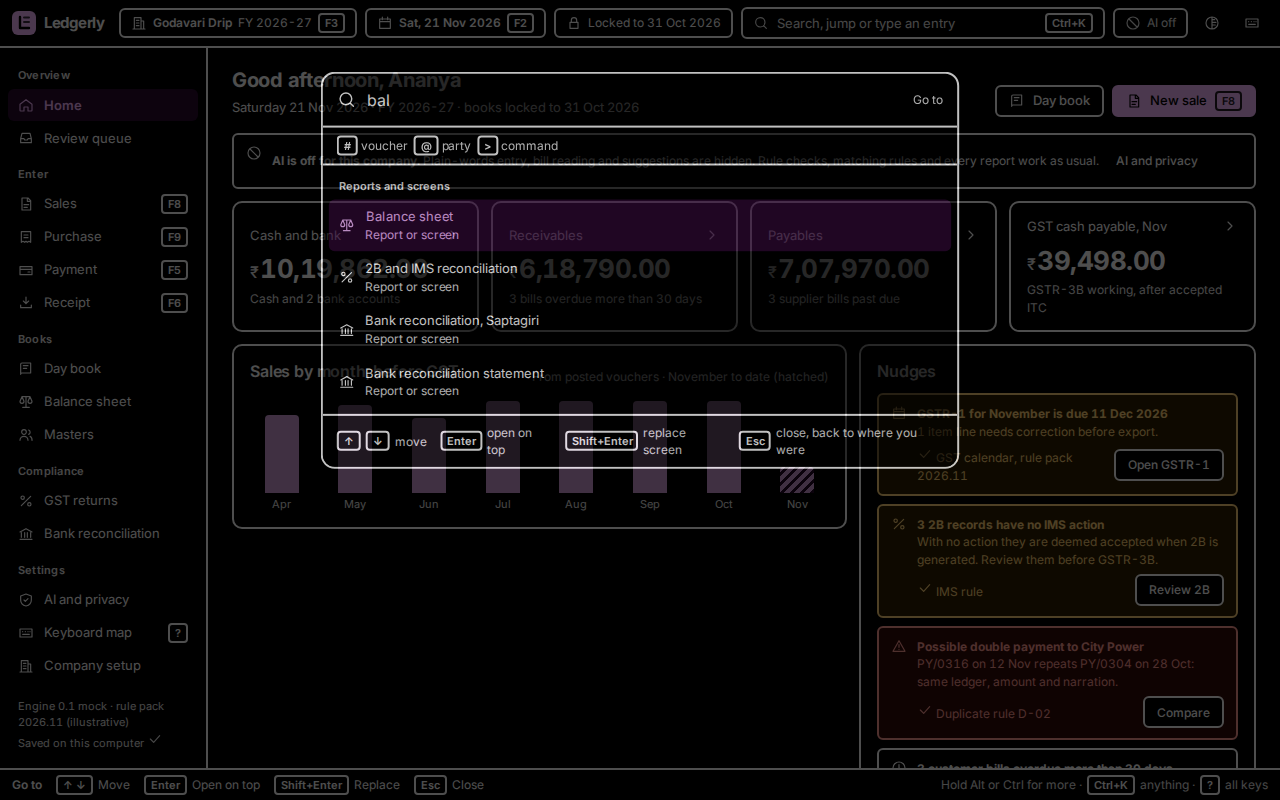 Ledgerly
Godavari Drip FY 2026-27 F3
Sat, 21 Nov 2026 F2
Locked to 31 Oct 2026
Search, jump or type an entry Ctrl+K
AI off
Overview
Home
Review queue
Enter
Sales F8
Purchase F9
Payment F5
Receipt F6
Books
Day book
Balance sheet
Masters
Compliance
GST returns
Bank reconciliation
Settings
AI and privacy
Keyboard map ?
Company setup
Engine 0.1 mock · rule pack
2026.11 (illustrative)
Saved on this computer
Good afternoon, Ananya
Saturday 21 Nov 2026 · FY 2026-27 · books locked to 31 Oct 2026
Day book
New sale F8
bal
Go to
# voucher @ party > command
Reports and screens
Balance sheet
Report or screen
2B and IMS reconciliation
Report or screen
Bank reconciliation, Saptagiri
Report or screen
Bank reconciliation statement
Report or screen
↑ ↓ move
Enter open on
top
Shift+Enter replace
screen
Esc close, back to where you
were
AI is off for this company. Plain-words entry, bill reading and suggestions are hidden. Rule checks, matching rules and every report work as usual. AI and privacy
Cash and bank
Cash and 2 bank accounts
Receivables
6,18,790.00
3 bills overdue more than 30 days
Payables
₹7,07,970.00
3 supplier bills past due
GST cash payable, Nov
₹39,498.00
GSTR-3B working, after accepted
ITC
Sales by month, before GST
from posted vouchers · November to date (hatched)
Apr May Jun Jul Aug Sep Oct Nov
Nudges
GSTR-1 for November is due 11 Dec 2026
1 item line needs correction before export.
GST calendar, rule pack
2026.11
Open GSTR-1
3 2B records have no IMS action
With no action they are deemed accepted when 2B is
generated. Review them before GSTR-3B.
IMS rule
Review 2B
Possible double payment to City Power
PY/0316 on 12 Nov repeats PY/0304 on 28 Oct:
same ledger, amount and narration.
Duplicate rule D-02
Compare
3 customer bills overdue more than 30 days
Go to ↑ ↓ Move Enter Open on top Shift+Enter Replace Esc Close
Hold Alt or Ctrl for more · Ctrl+K anything · ? all keys